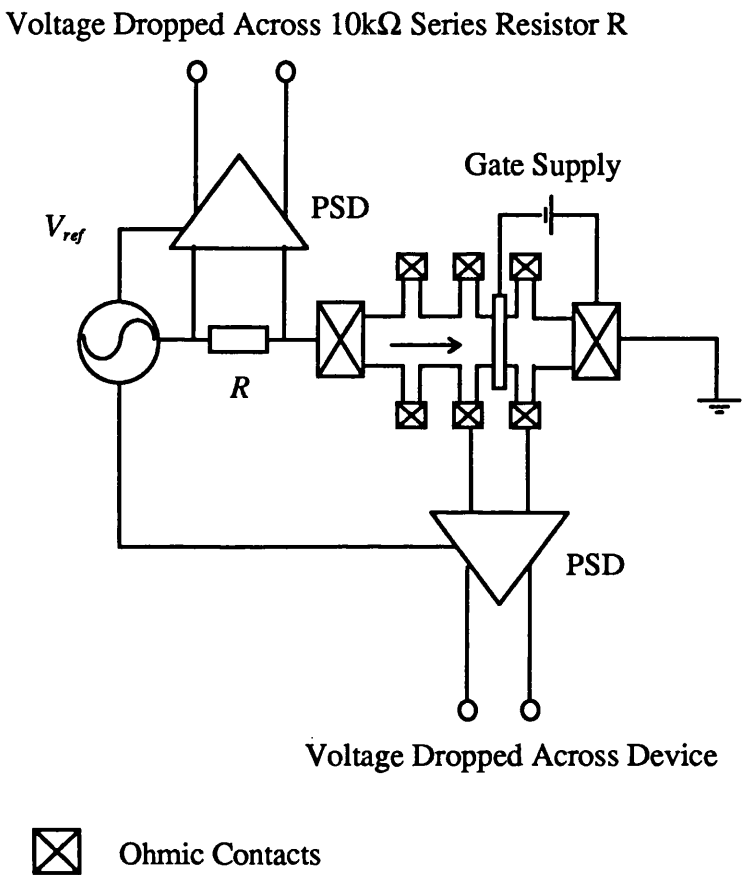 Voltage Dropped Across 10kΩ Series Resistor R
Gate Supply
PSD
V_ref
R
PSD
Voltage Dropped Across Device
Ohmic Contacts